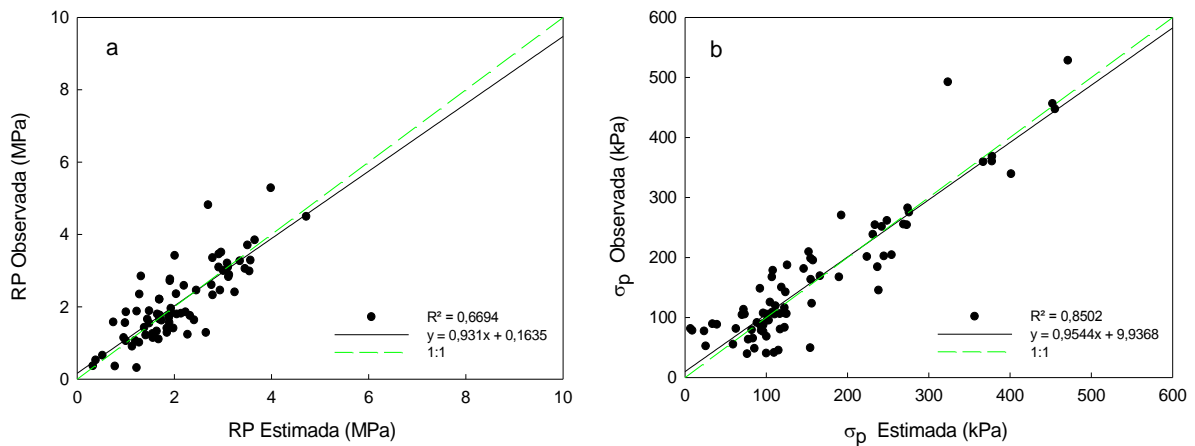 a
RP Observada (MPa)
10
8
6
4
2
0
R² = 0,6694
y = 0,931x + 0,1635
1:1
0 2 4 6 8 10
RP Estimada (MPa)
b
σp Observada (kPa)
600
500
400
300
200
100
0
R² = 0,8502
y = 0,9544x + 9,9368
1:1
0 100 200 300 400 500 600
σp Estimada (kPa)